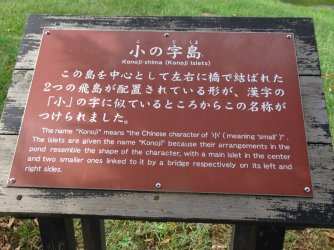 こ じ しま
小の字島
Konoji-shima (Konoji Islets)
この島を中心として左右に橋で結ばれた
2つの飛島が配置されている形が、漢字の
「小」の字に似ているところからこの名称が
つけられました。
The name "Konoji" means "the Chinese character of '小' ( meaning 'small' )" .
The islets are given the name "Konoji" because their arrangements in the
pond resemble the shape of the character, with a main islet in the center
and two smaller ones linked to it by a bridge respectively on its left and
right sides.